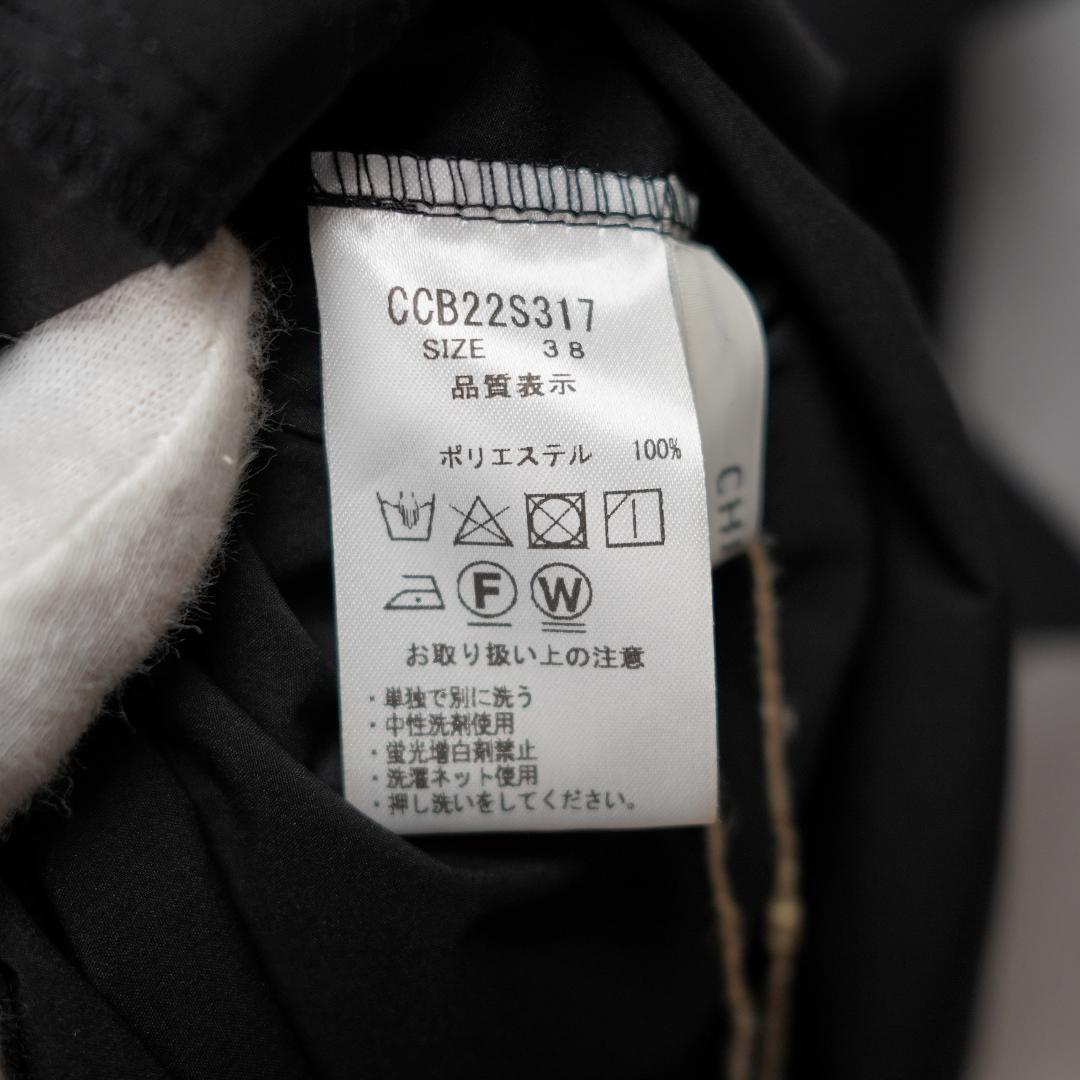 CCB22S317
SIZE 38
品質表示
ポリエステル 100%
F W
お取り扱い上の注意
・単独で別に洗う
・中性洗剤使用
・蛍光増白剤禁止
・洗濯ネット使用
・押し洗いをしてください。
CH